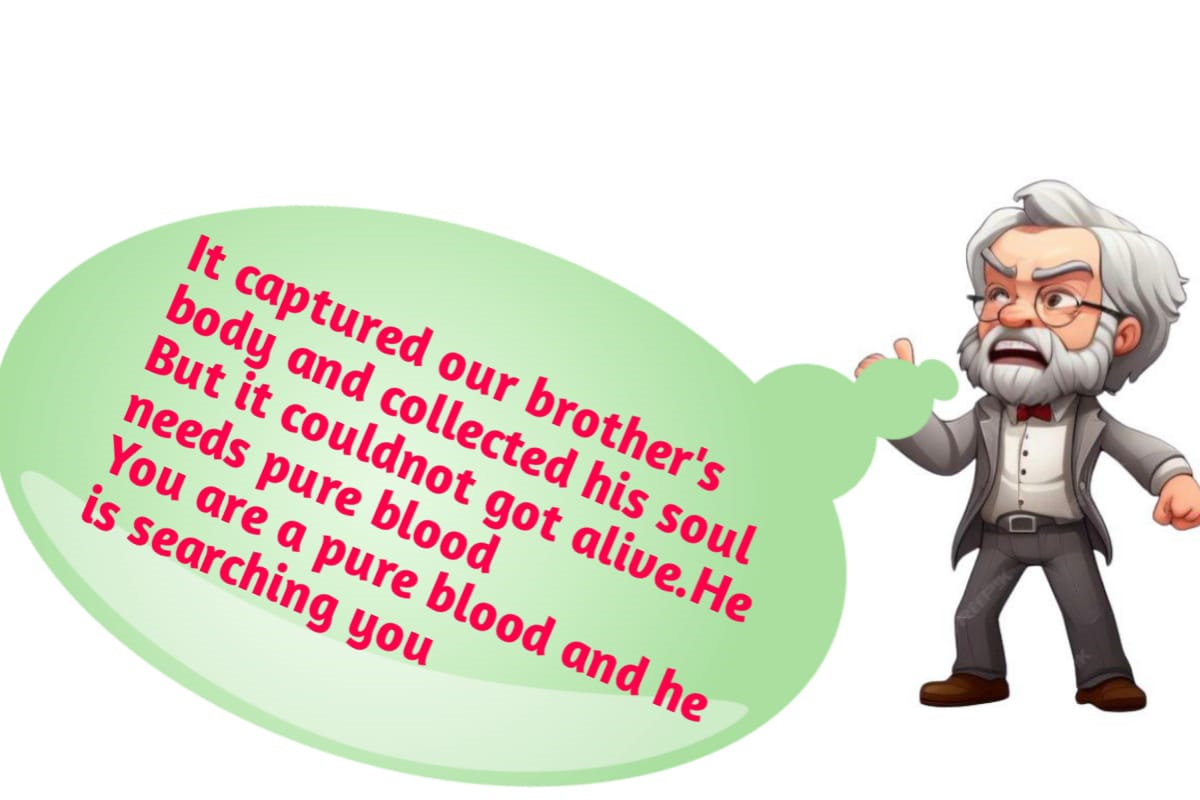 It captured our brother's
body and collected his soul
But it couldnot got alive.He
needs pure blood
You are a pure blood and he
is searching you